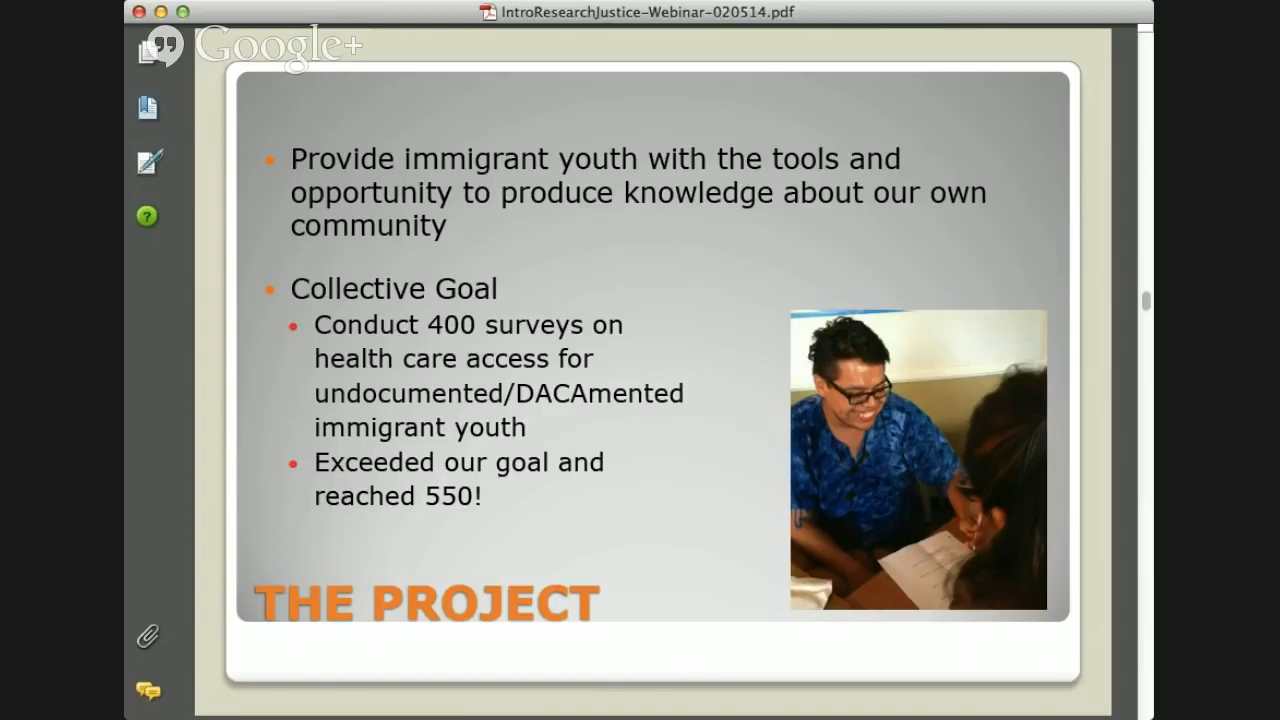 IntroResearchJustice-Webinar-020514.pdf
Google+
Provide immigrant youth with the tools and
opportunity to produce knowledge about our own
community
Collective Goal
Conduct 400 surveys on
health care access for
undocumented/DACAmented
immigrant youth
Exceeded our goal and
reached 550!
THE PROJECT